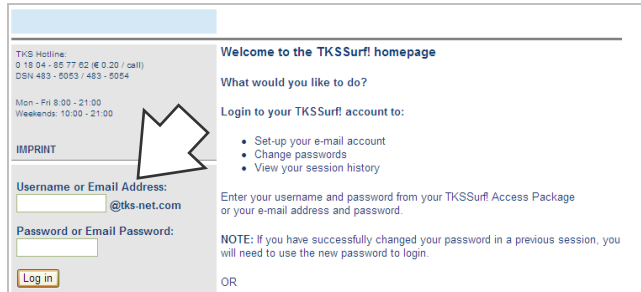 TKS Hotline:
0 18 04 - 85 77 62 (€ 0.20 / call)
DSN 483 - 5053 / 483 - 5054
Mon - Fri 8:00 - 21:00
Weekends: 10:00 - 21:00
IMPRINT
Username or Email Address:
@tks-net.com
Password or Email Password:
Log in
Welcome to the TKSSurf! homepage
What would you like to do?
Login to your TKSSurf! account to:
• Set-up your e-mail account
• Change passwords
• View your session history
Enter your username and password from your TKSSurf! Access Package
or your e-mail address and password.
NOTE: If you have successfully changed your password in a previous session, you
will need to use the new password to login.
OR